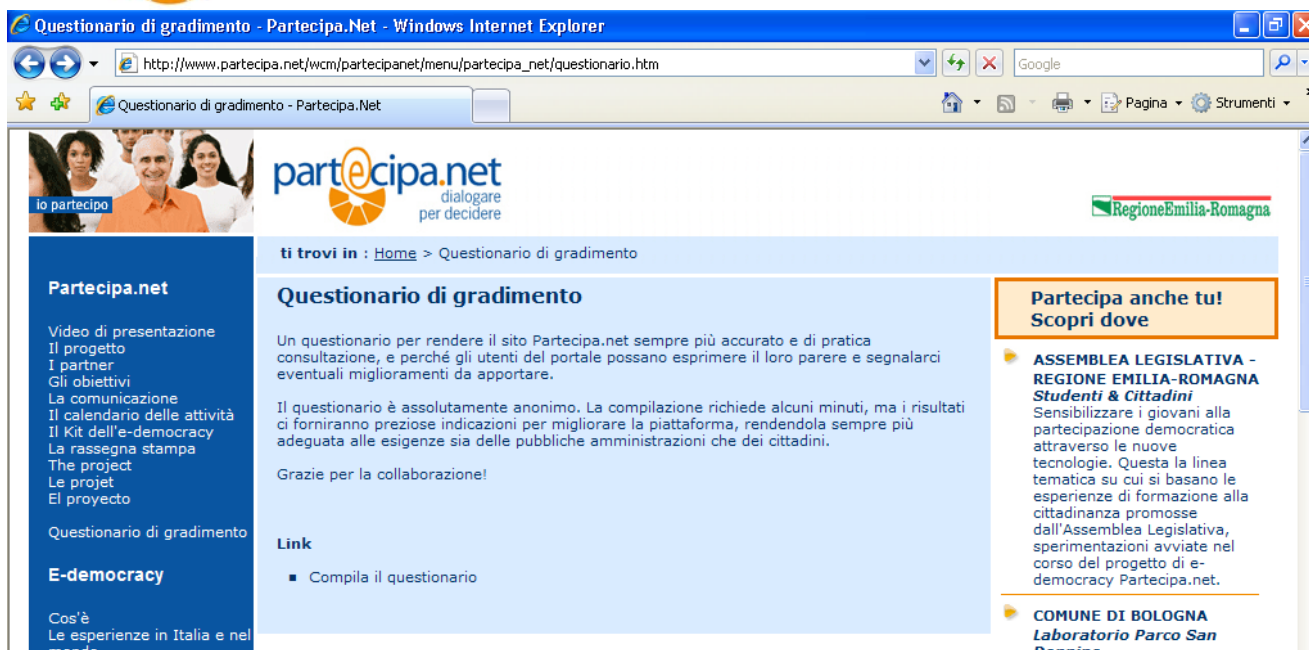 Questionario di gradimento - Partecipa.Net - Windows Internet Explorer
http://www.partecipa.net/wcm/partecipanet/menu/partecipa_net/questionario.htm
Google
Questionario di gradimento - Partecipa.Net
Pagina
Strumenti
io partecipo
partecipa.net
dialogare
per decidere
RegioneEmilia-Romagna
ti trovi in : Home > Questionario di gradimento
Partecipa.net
Video di presentazione
Il progetto
I partner
Gli obiettivi
La comunicazione
Il calendario delle attività
Il Kit dell'e-democracy
La rassegna stampa
The project
Le projet
El proyecto
Questionario di gradimento
E-democracy
Cos'è
Le esperienze in Italia e nel
Questionario di gradimento
Un questionario per rendere il sito Partecipa.net sempre più accurato e di pratica
consultazione, e perché gli utenti del portale possano esprimere il loro parere e segnalarci
eventuali miglioramenti da apportare.
Il questionario è assolutamente anonimo. La compilazione richiede alcuni minuti, ma i risultati
ci forniranno preziose indicazioni per migliorare la piattaforma, rendendola sempre più
adeguata alle esigenze sia delle pubbliche amministrazioni che dei cittadini.
Grazie per la collaborazione!
Link
Compila il questionario
Partecipa anche tu!
Scopri dove
ASSEMBLEA LEGISLATIVA -
REGIONE EMILIA-ROMAGNA
Studenti & Cittadini
Sensibilizzare i giovani alla
partecipazione democratica
attraverso le nuove
tecnologie. Questa la linea
tematica su cui si basano le
esperienze di formazione alla
cittadinanza promosse
dall'Assemblea Legislativa,
sperimentazioni avviate nel
corso del progetto di e-
democracy Partecipa.net.
COMUNE DI BOLOGNA
Laboratorio Parco San